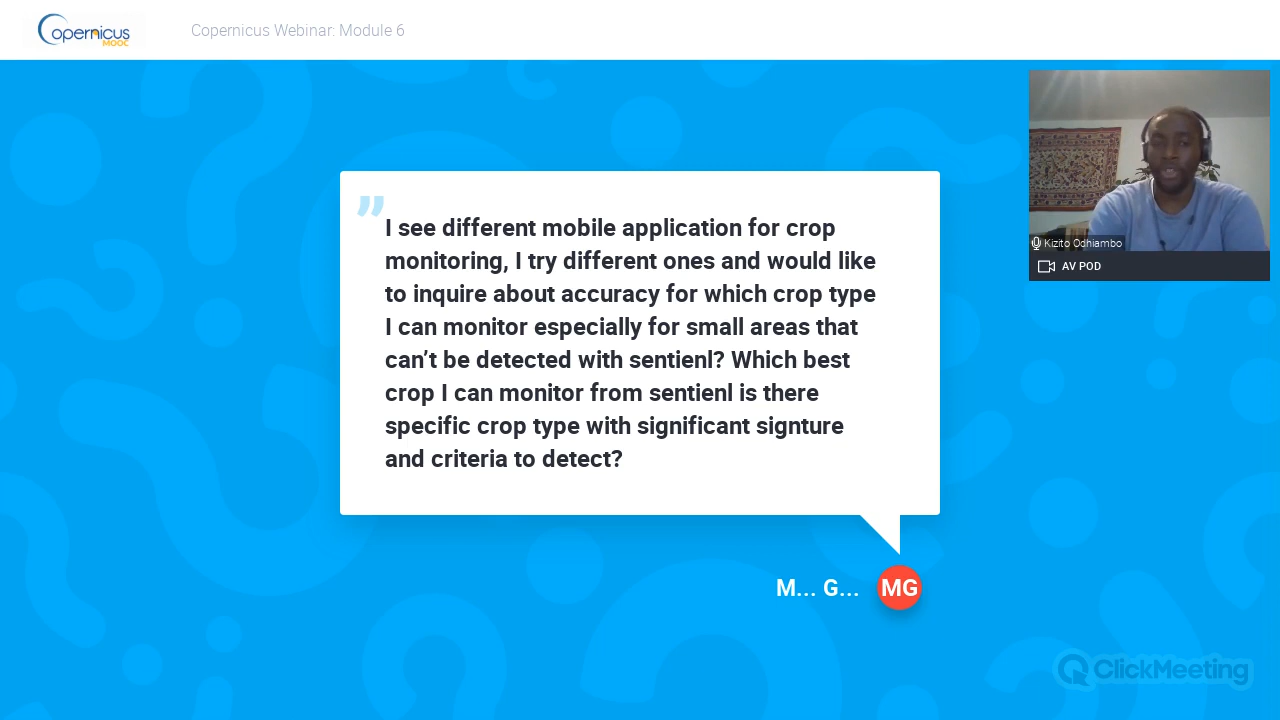 Copernicus
MOOC
Copernicus Webinar: Module 6
Kizito Odhiambo
AV POD
”
I see different mobile application for crop
monitoring, I try different ones and would like
to inquire about accuracy for which crop type
I can monitor especially for small areas that
can’t be detected with sentienl? Which best
crop I can monitor from sentienl is there
specific crop type with significant signture
and criteria to detect?
M... G... MG
ClickMeeting